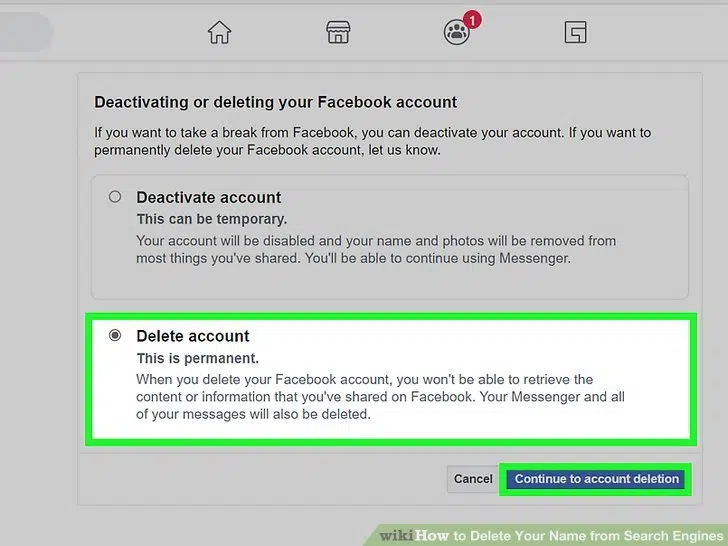 1
Deactivating or deleting your Facebook account
If you want to take a break from Facebook, you can deactivate your account. If you want to
permanently delete your Facebook account, let us know.
Deactivate account
This can be temporary.
Your account will be disabled and your name and photos will be removed from
most things you've shared. You'll be able to continue using Messenger.
Delete account
This is permanent.
When you delete your Facebook account, you won't be able to retrieve the
content or information that you've shared on Facebook. Your Messenger and all
of your messages will also be deleted.
Cancel
Continue to account deletion
wikiHow to Delete Your Name from Search Engines